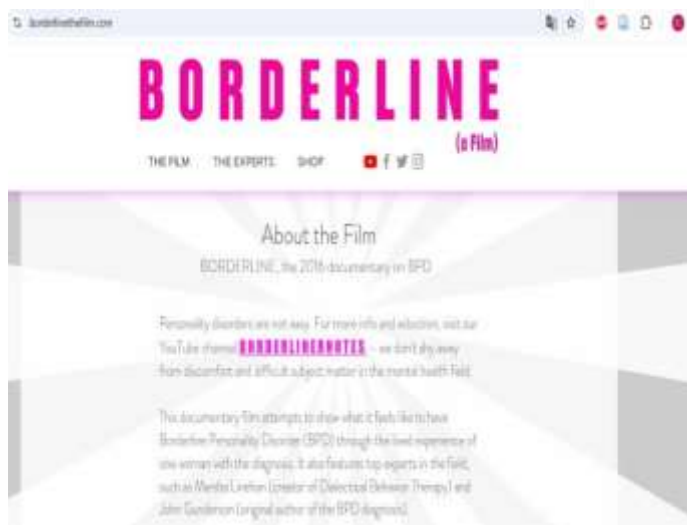 borderlinethefilm.com
BORDERLINE
(a Film)
THE FILM THE EXPERTS SHOP
About the Film
BORDERLINE, the 2016 documentary on BPD
Personality disorders are not easy. For more info and education, visit our
YouTube channel BORDERLINERNOTES – we don't shy away
from discomfort and difficult subject matter in the mental health field.
This documentary film attempts to show what it feels like to have
Borderline Personality Disorder (BPD) through the lived experience of
one woman with the diagnosis. It also features top experts in the field,
such as Marsha Linehan (creator of Dialectical Behavior Therapy) and
John Gunderson (original author of the BPD diagnosis).